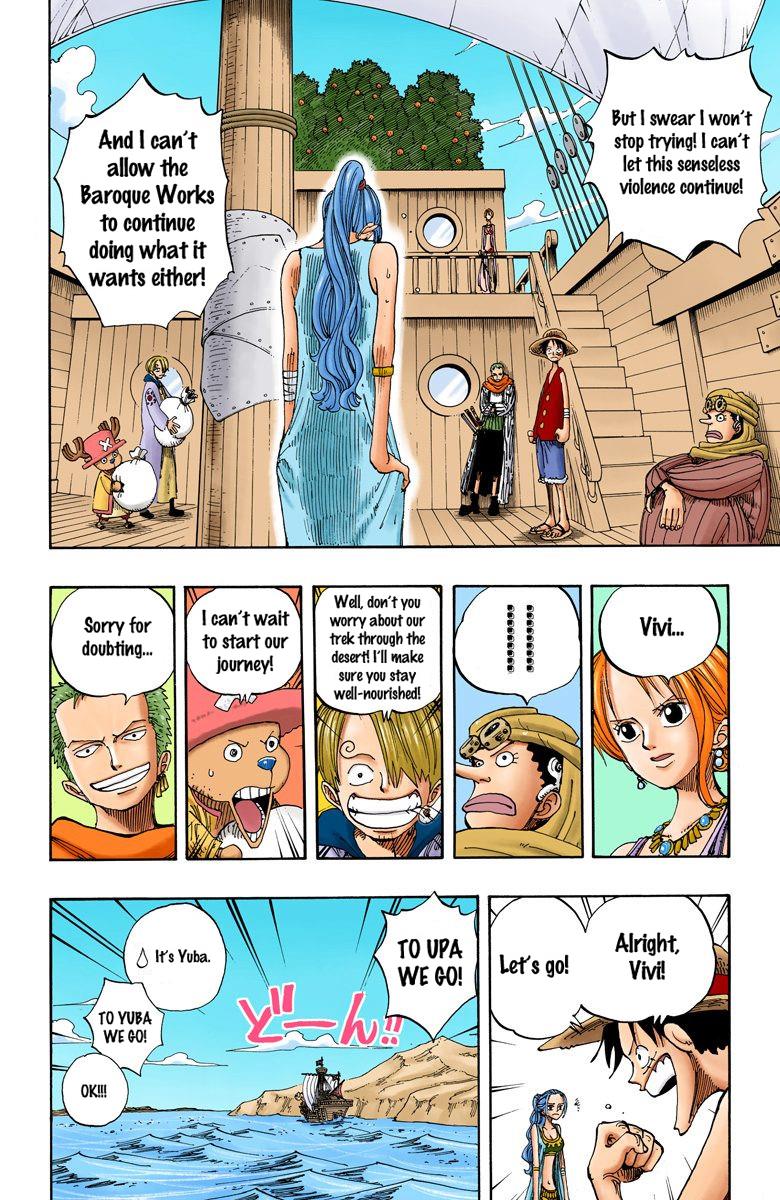 But I swear I won't
stop trying! I can't
let this senseless
violence continue!
And I can't
allow the
Baroque Works
to continue
doing what it
wants either!
Vivi...
!!
Well, don't you
worry about our
trek through the
desert! I'll make
sure you stay
well-nourished!
I can't wait
to start our
journey!
Sorry for
doubting...
Alright,
Vivi!
Let's go!
TO UPA
WE GO!
It's Yuba.
TO YUBA
WE GO!
OK!!!
どーん!!